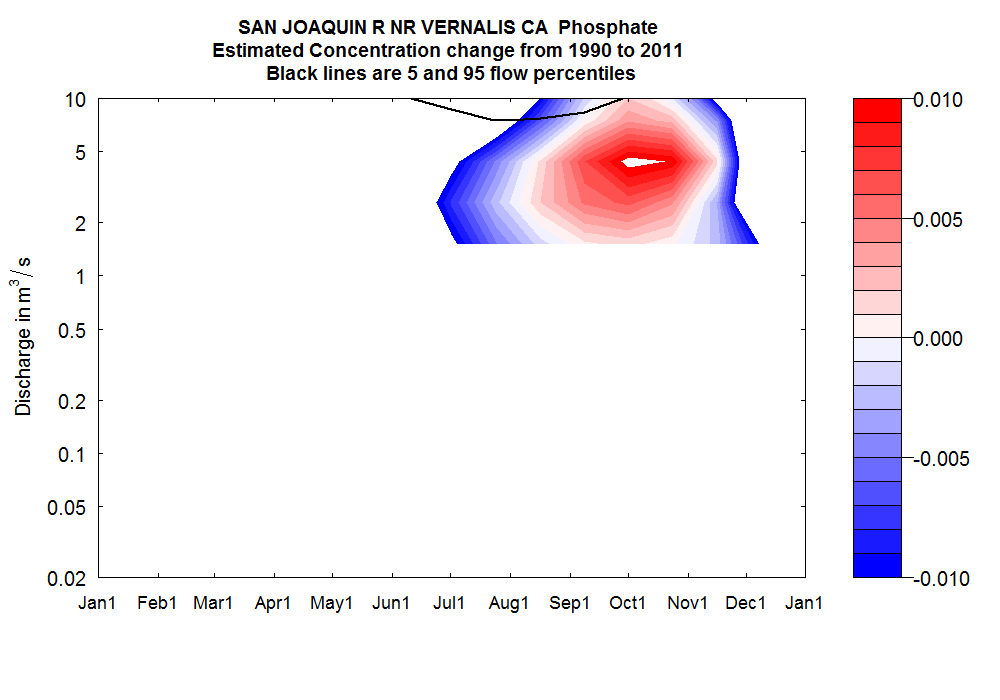 SAN JOAQUIN R NR VERNALIS CA  Phosphate
Estimated Concentration change from 1990 to 2011
Black lines are 5 and 95 flow percentiles
10
5
2
1
0.5
0.2
0.1
0.05
0.02
Discharge in m³/s
Jan1 Feb1 Mar1 Apr1 May1 Jun1 Jul1 Aug1 Sep1 Oct1 Nov1 Dec1 Jan1
0.010
0.005
0.000
-0.005
-0.010